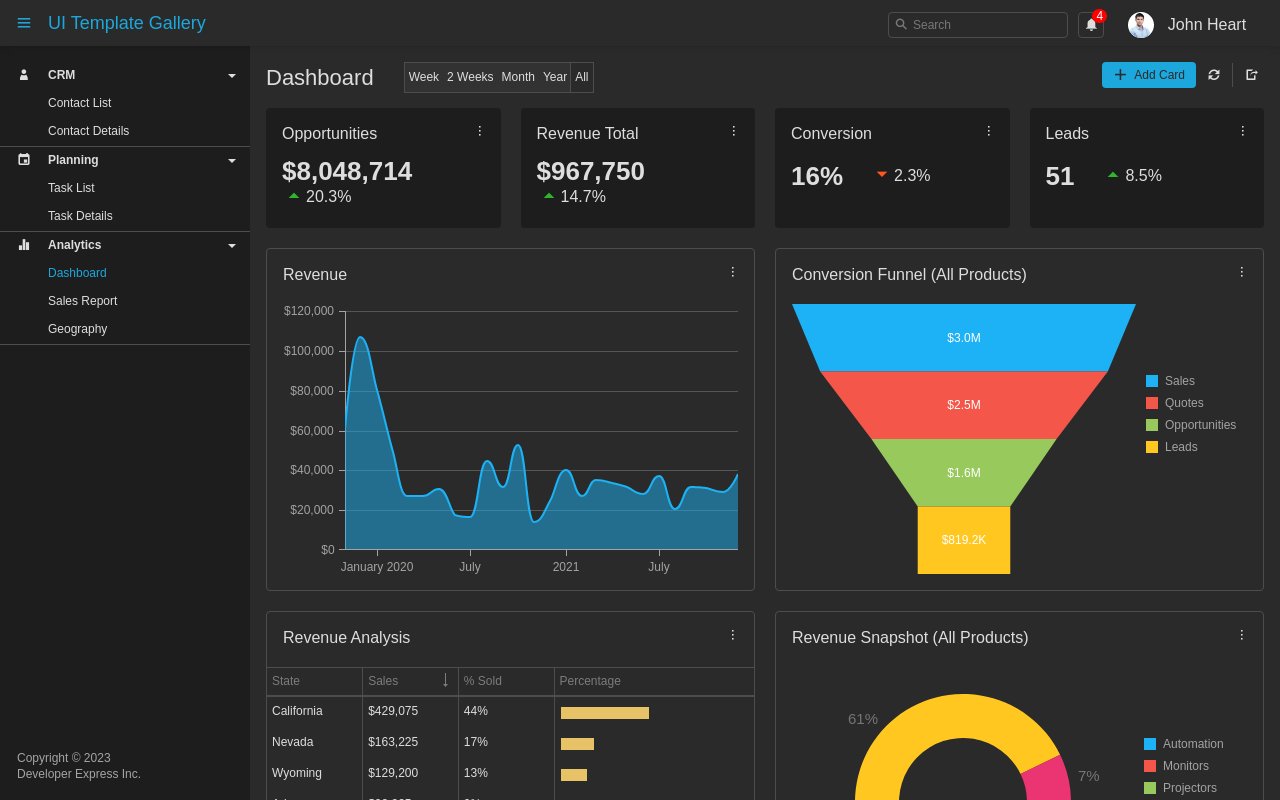 UI Template Gallery
Search
4
John Heart
CRM
Contact List
Contact Details
Planning
Task List
Task Details
Analytics
Dashboard
Sales Report
Geography
Copyright © 2023
Developer Express Inc.
Dashboard
Week 2 Weeks Month Year All
Add Card
Opportunities
$8,048,714
20.3%
Revenue Total
$967,750
14.7%
Conversion
16% 2.3%
Leads
51 8.5%
Revenue
$120,000
$100,000
$80,000
$60,000
$40,000
$20,000
$0
January 2020 July 2021 July
Conversion Funnel (All Products)
$3.0M
$2.5M
$1.6M
$819.2K
Sales
Quotes
Opportunities
Leads
Revenue Analysis
State Sales % Sold Percentage
California $429,075 44%
Nevada $163,225 17%
Wyoming $129,200 13%
Revenue Snapshot (All Products)
61%
7%
Automation
Monitors
Projectors